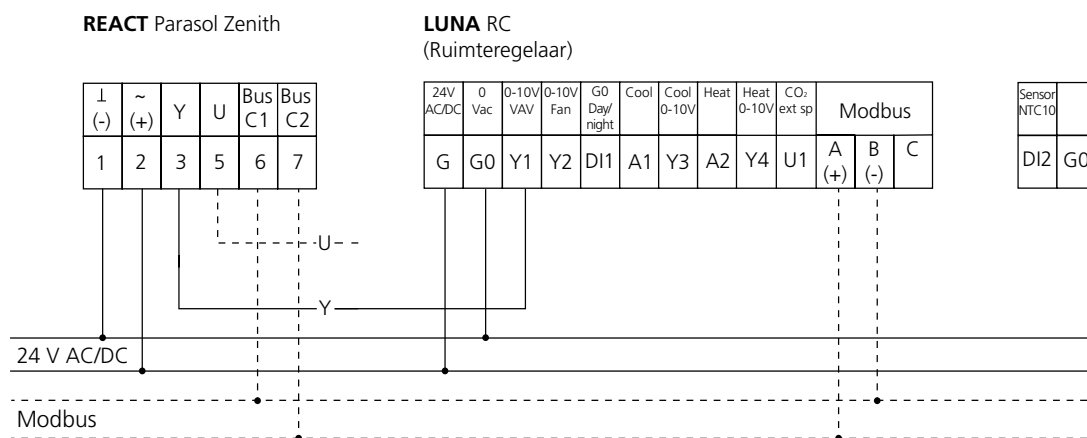 REACT Parasol Zenith
LUNA RC
(Ruimteregelaar)
⊥ ~ Y U Bus Bus
(-) (+) C1 C2
1 2 3 5 6 7
24V 0 0-10V 0-10V G0 Cool Cool Heat Heat CO₂ Modbus
AC/DC Vac VAV Fan Day/ 0-10V 0-10V ext sp
night
G G0 Y1 Y2 DI1 A1 Y3 A2 Y4 U1 A B C
(+) (-)
Sensor
NTC10
DI2 G0
U
Y
24 V AC/DC
Modbus